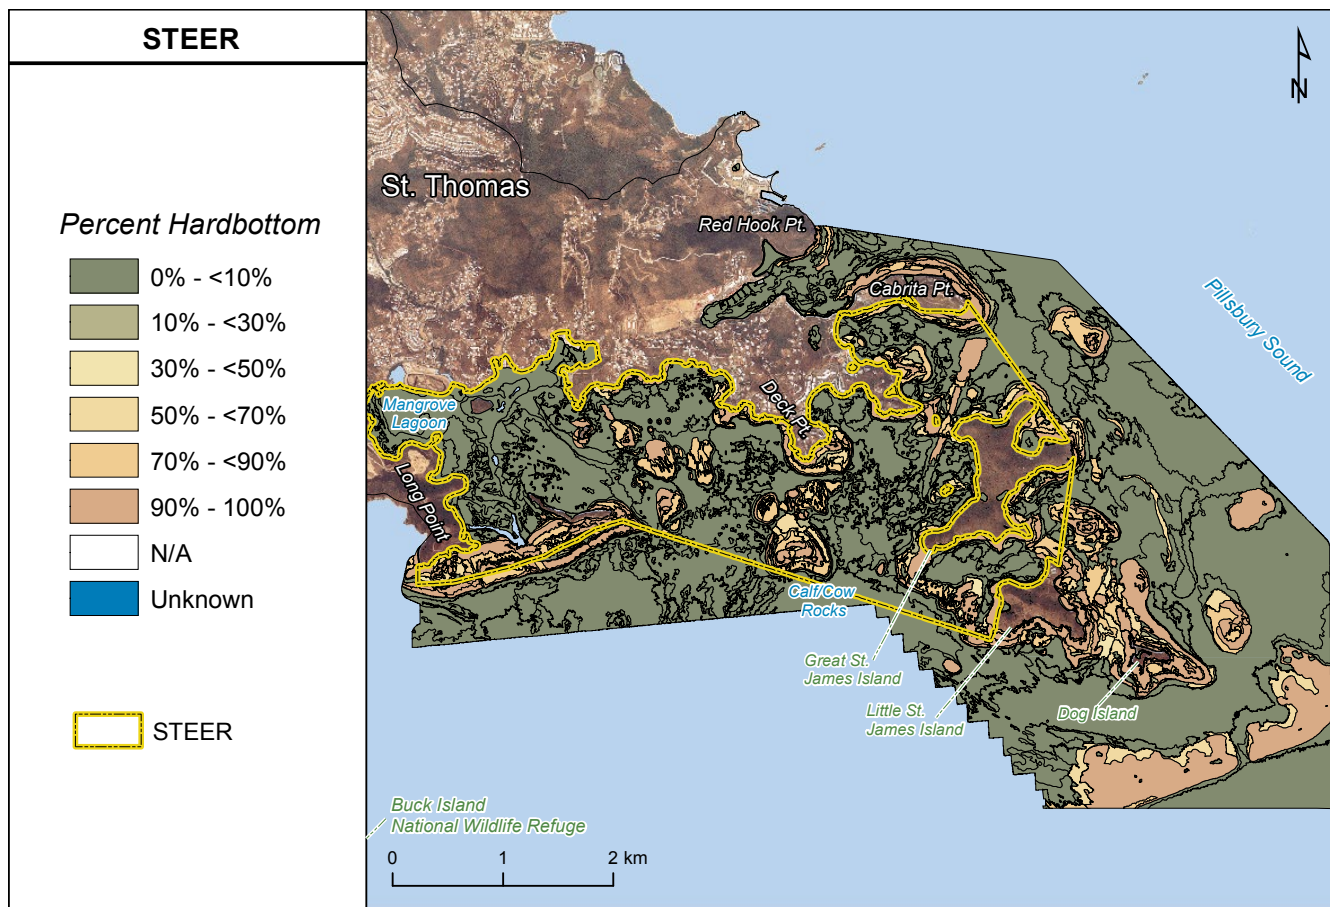 STEER
Percent Hardbottom
0% - <10%
10% - <30%
30% - <50%
50% - <70%
70% - <90%
90% - 100%
N/A
Unknown
STEER
N
St. Thomas
Red Hook Pt.
Cabrita Pt.
Pillsbury Sound
Mangrove
Lagoon
Deck Pt.
Long Point
Calf/Cow
Rocks
Great St.
James Island
Little St.
James Island
Dog Island
Buck Island
National Wildlife Refuge
0 1 2 km